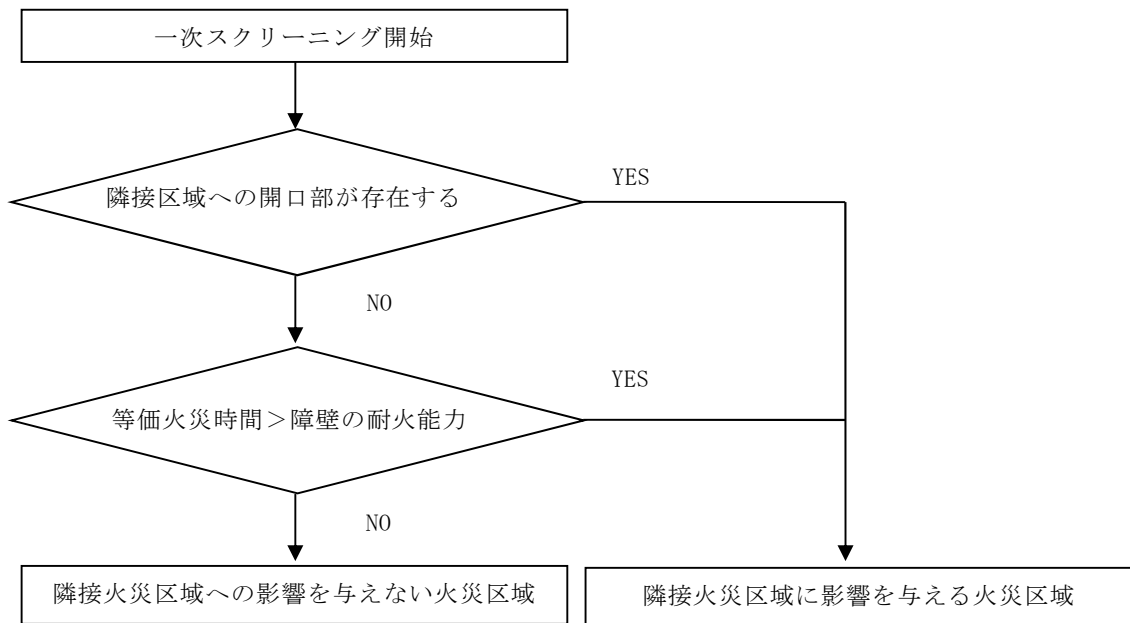 一次スクリーニング開始
隣接区域への開口部が存在する
YES
NO
等価火災時間＞障壁の耐火能力
YES
NO
隣接火災区域への影響を与えない火災区域
隣接火災区域に影響を与える火災区域